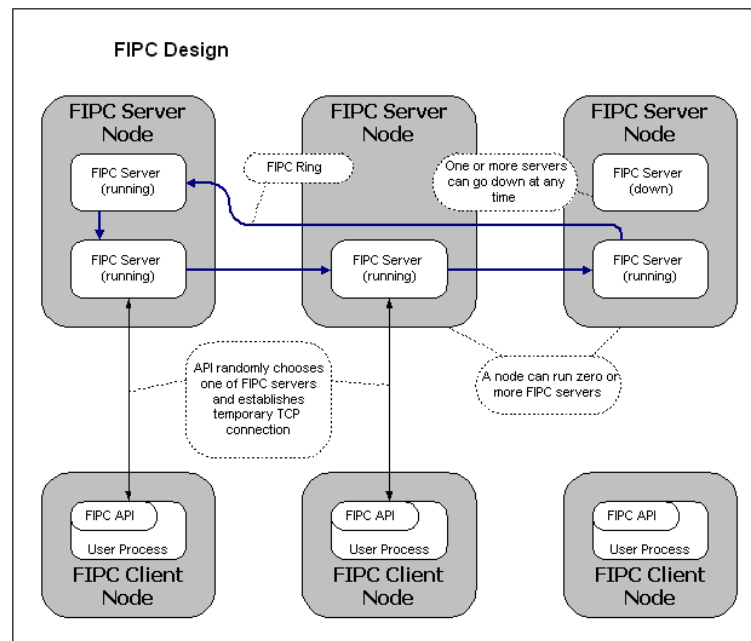 FIPC Design
FIPC Server
Node
FIPC Server
(running)
FIPC Server
(running)
FIPC Ring
FIPC Server
Node
FIPC Server
(running)
FIPC Server
Node
One or more servers
can go down at any
time
FIPC Server
(down)
FIPC Server
(running)
API randomly chooses
one of FIPC servers
and establishes
temporary TCP
connection
A node can run zero or
more FIPC servers
FIPC API
User Process
FIPC Client
Node
FIPC API
User Process
FIPC Client
Node
FIPC API
User Process
FIPC Client
Node